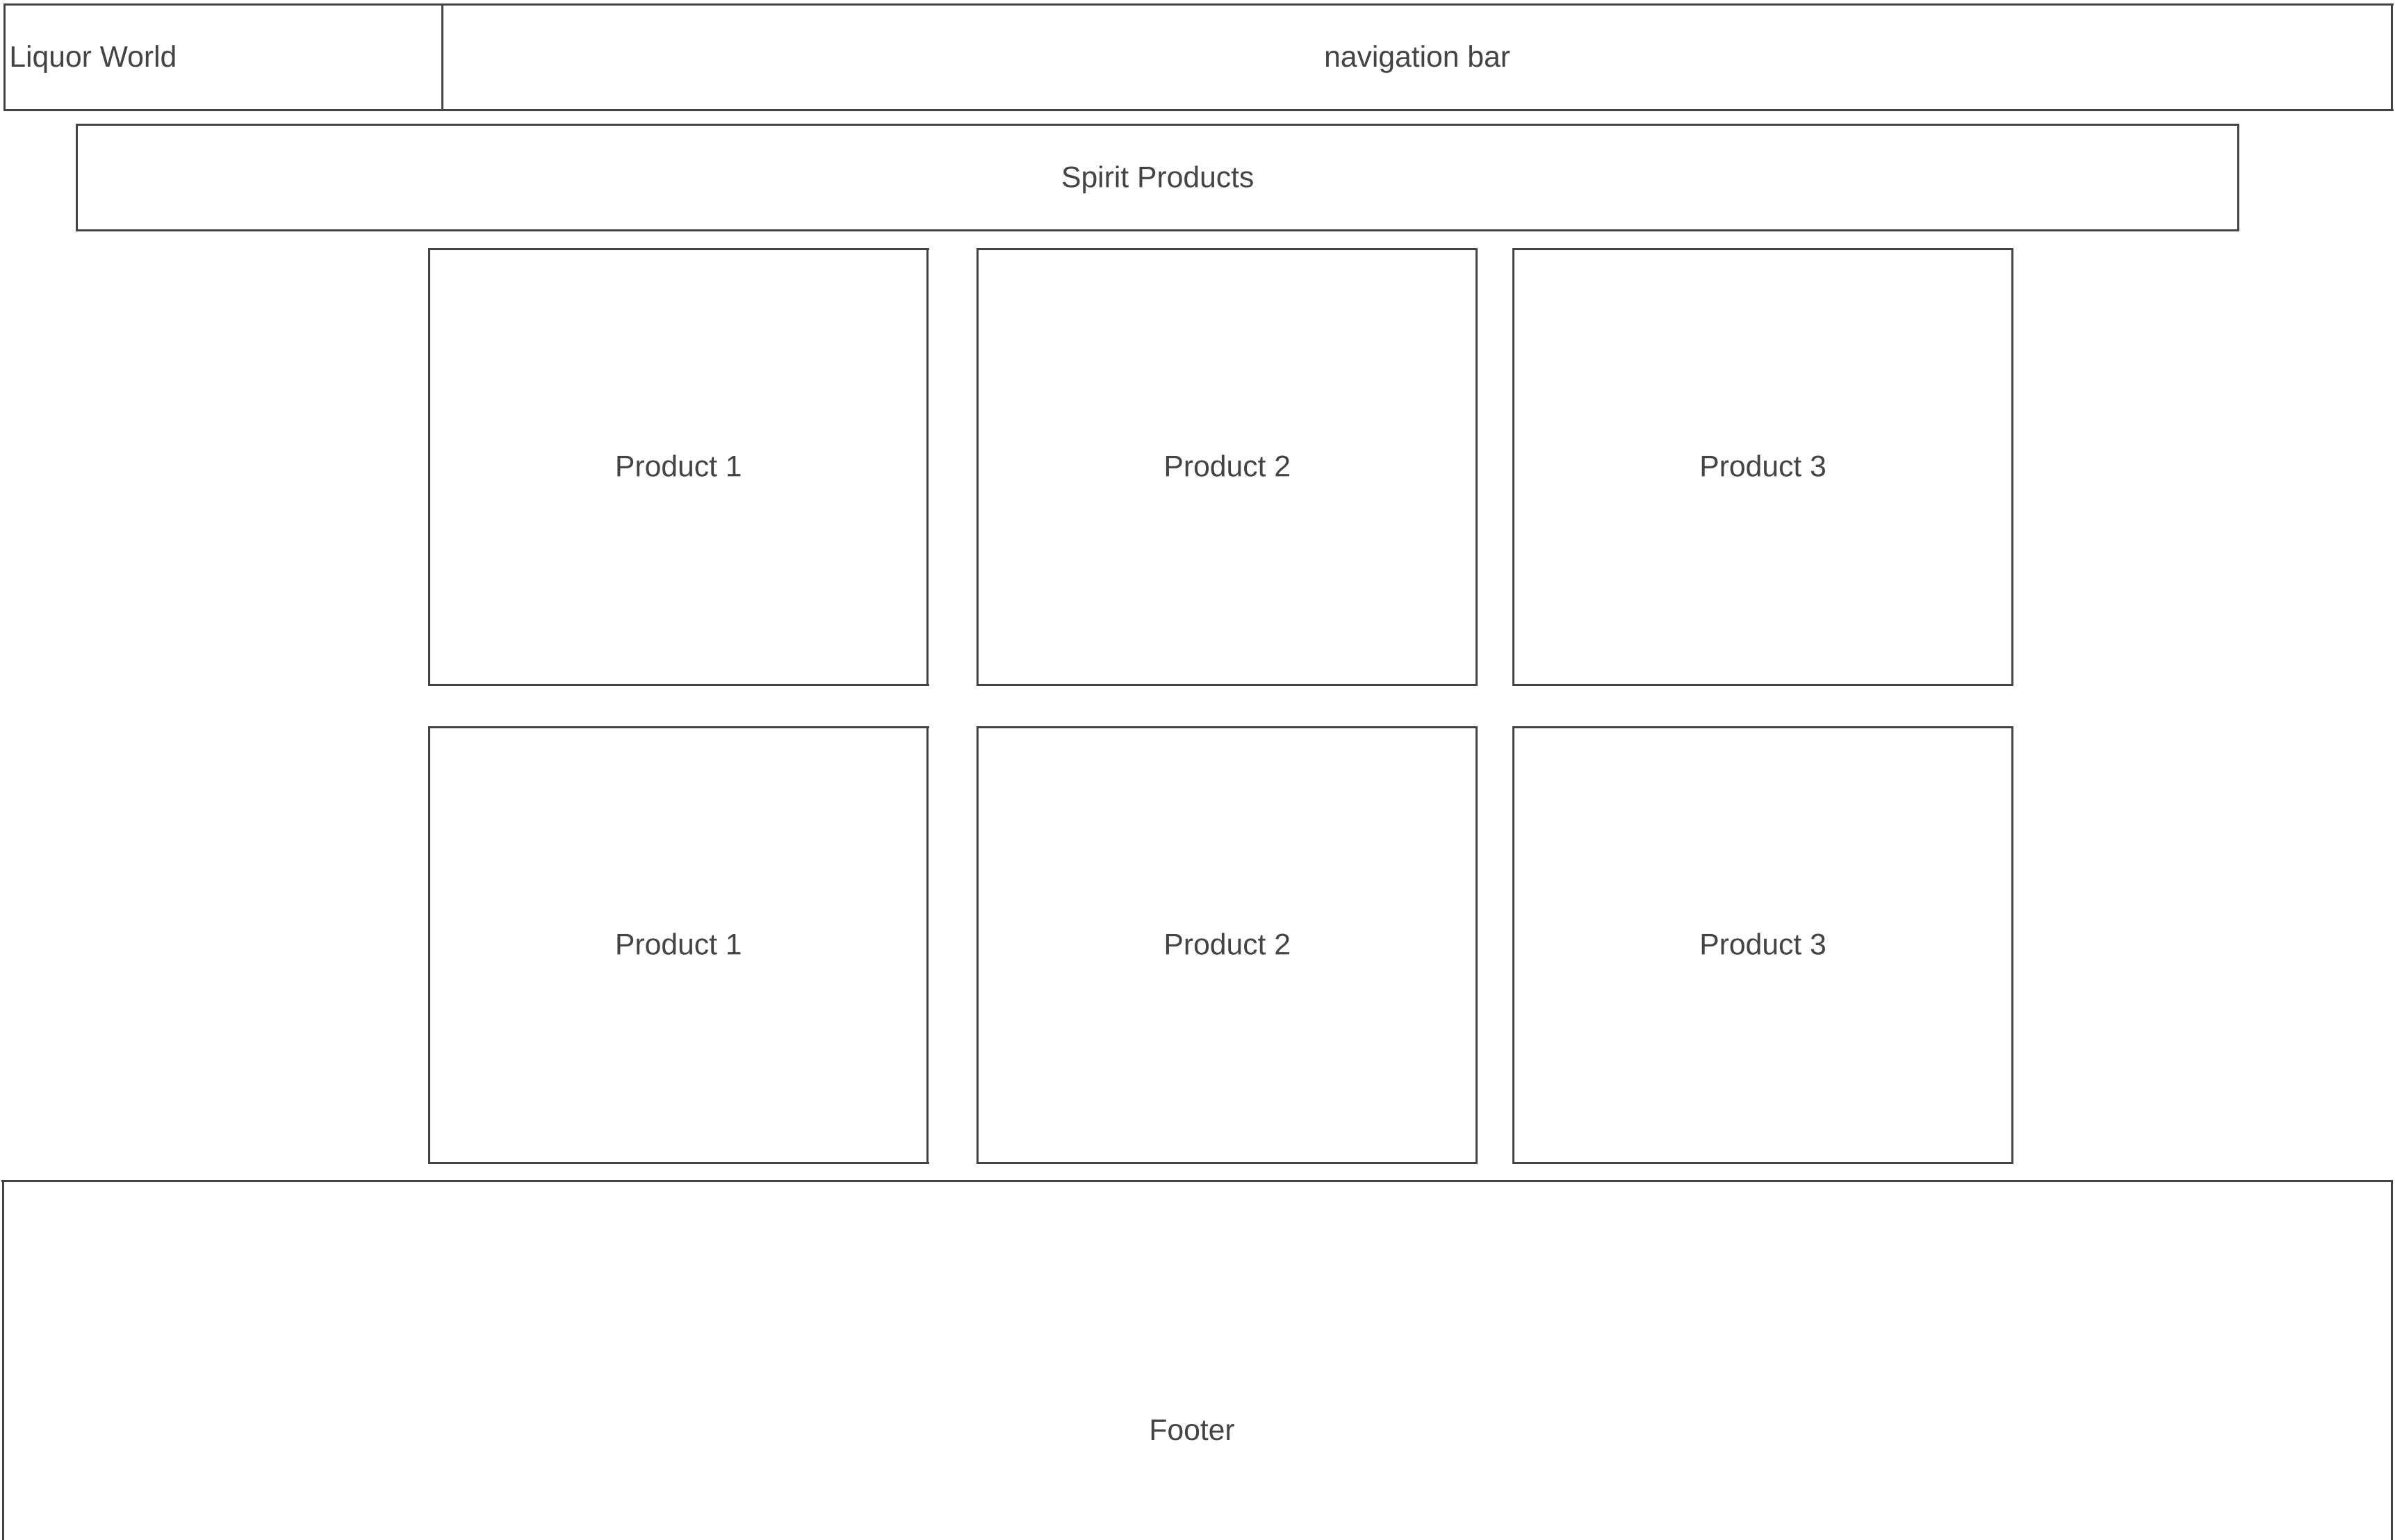 Liquor World
navigation bar
Spirit Products
Product 1
Product 2
Product 3
Product 1
Product 2
Product 3
Footer